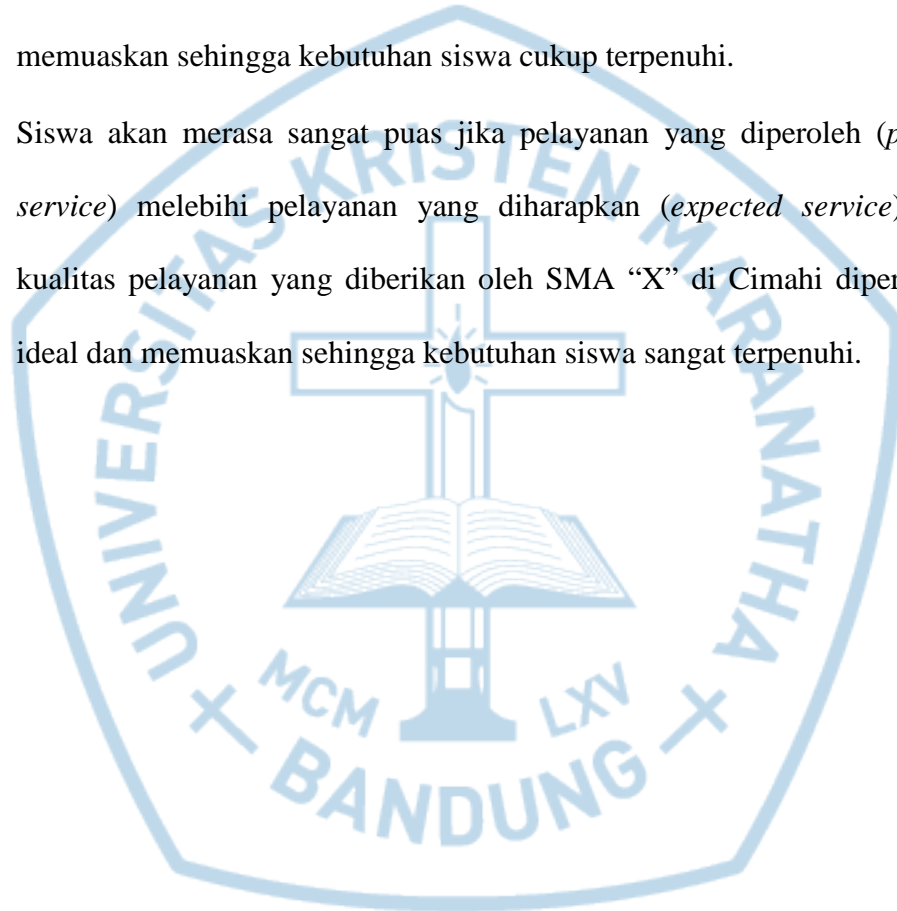 memuaskan sehingga kebutuhan siswa cukup terpenuhi.
Siswa akan merasa sangat puas jika pelayanan yang diperoleh (
service) melebihi pelayanan yang diharapkan (expected service)
kualitas pelayanan yang diberikan oleh SMA “X” di Cimahi
ideal dan memuaskan sehingga kebutuhan siswa sangat terpenuhi.
UNIVERSITAS KRISTEN MARANATHA
MCM LXV
BANDUNG